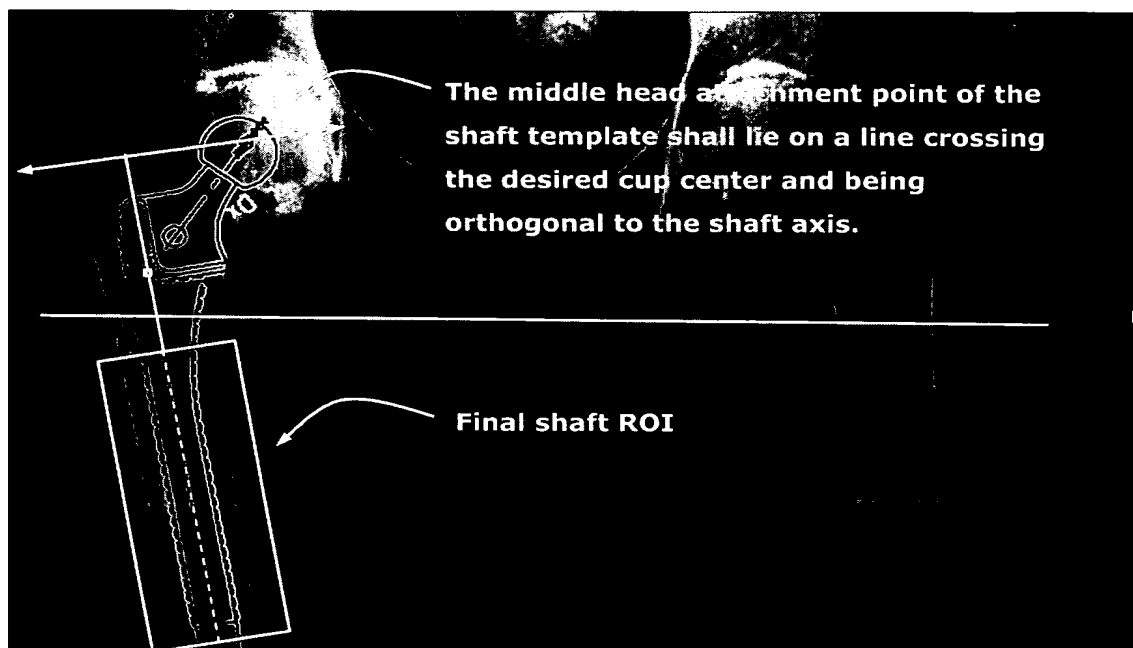 The middle head attachment point of the
shaft template shall lie on a line crossing
the desired cup center and being
orthogonal to the shaft axis.
Final shaft ROI